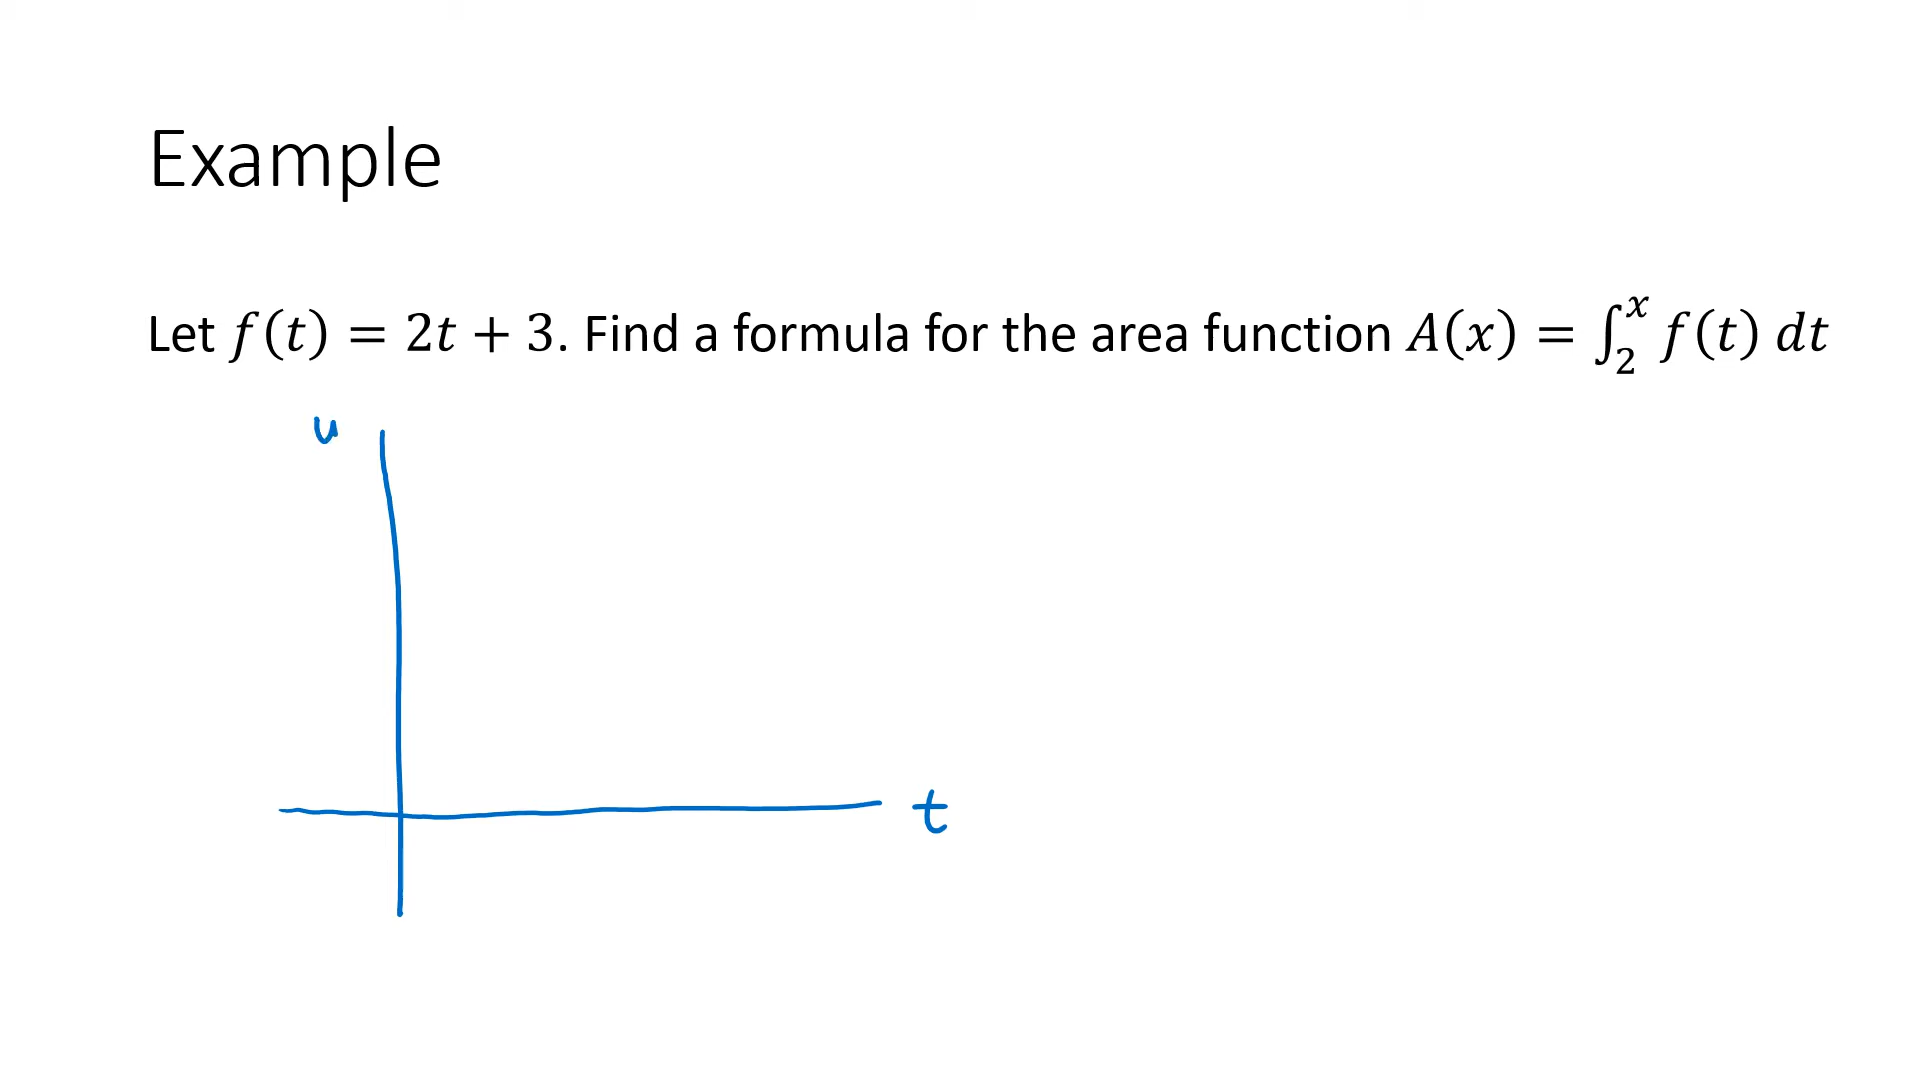 Example
Let 𝑓(𝑡) = 2𝑡 + 3. Find a formula for the area function 𝐴(𝑥) = ∫₂ˣ 𝑓(𝑡) 𝑑𝑡
u
t